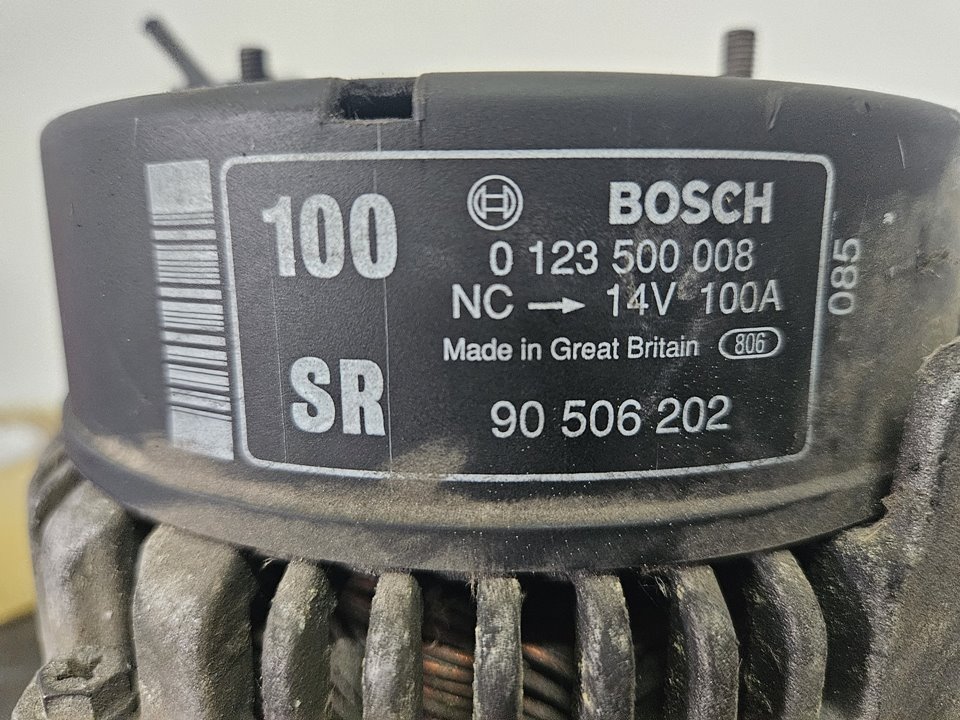 100
BOSCH
0 123 500 008
NC → 14V 100A
Made in Great Britain 806
SR
90 506 202
085